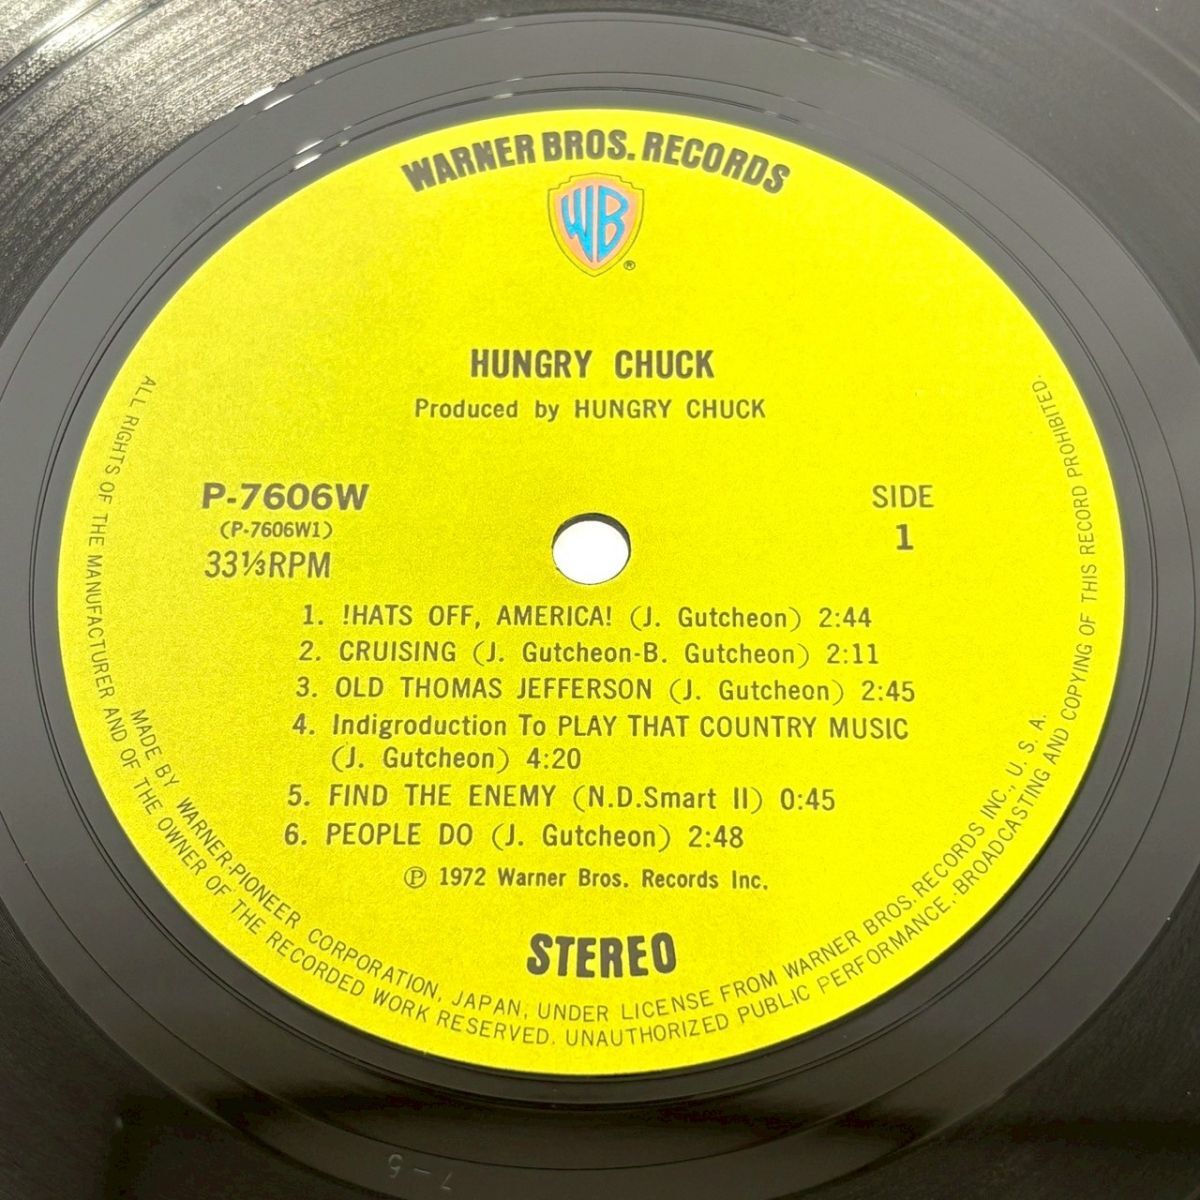 WARNER BROS. RECORDS
WB
®
HUNGRY CHUCK
Produced by HUNGRY CHUCK
P-7606W
(P-7606W1)
33⅓RPM
SIDE
1
1. !HATS OFF, AMERICA! (J. Gutcheon) 2:44
2. CRUISING (J. Gutcheon-B. Gutcheon) 2:11
3. OLD THOMAS JEFFERSON (J. Gutcheon) 2:45
4. Indigroduction To PLAY THAT COUNTRY MUSIC
(J. Gutcheon) 4:20
5. FIND THE ENEMY (N.D.Smart II) 0:45
6. PEOPLE DO (J. Gutcheon) 2:48
℗ 1972 Warner Bros. Records Inc.
STEREO
MADE BY WARNER-PIONEER CORPORATION, JAPAN, UNDER LICENSE FROM WARNER BROS. RECORDS INC., U. S. A.
ALL RIGHTS OF THE MANUFACTURER AND OF THE OWNER OF THE RECORDED WORK RESERVED. UNAUTHORIZED PUBLIC PERFORMANCE, BROADCASTING AND COPYING OF THIS RECORD PROHIBITED.